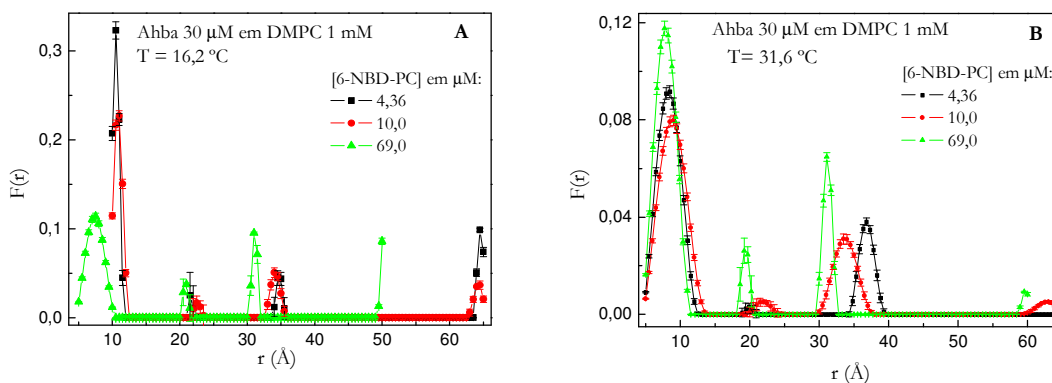 Ahba 30 µM em DMPC 1 mM
A
T = 16,2 ºC
[6-NBD-PC] em µM:
4,36
10,0
69,0
F(r)
0,3
0,2
0,1
0,0
10 20 30 40 50 60
r (Å)
Ahba 30 µM em DMPC 1 mM
B
T= 31,6 ºC
[6-NBD-PC] em µM:
4,36
10,0
69,0
F(r)
0,12
0,08
0,04
0,00
10 20 30 40 50 60
r (Å)